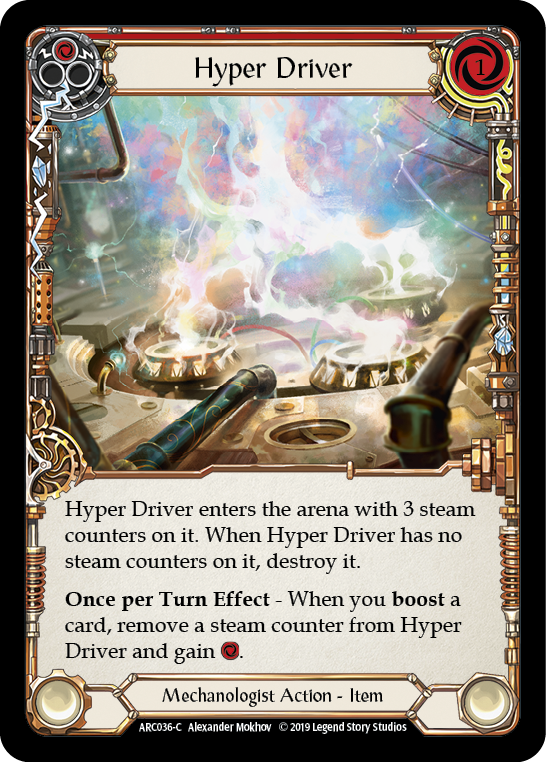 Hyper Driver
1
Hyper Driver enters the arena with 3 steam
counters on it. When Hyper Driver has no
steam counters on it, destroy it.
Once per Turn Effect - When you boost a
card, remove a steam counter from Hyper
Driver and gain .
Mechanologist Action - Item
ARC036-C Alexander Mokhov © 2019 Legend Story Studios